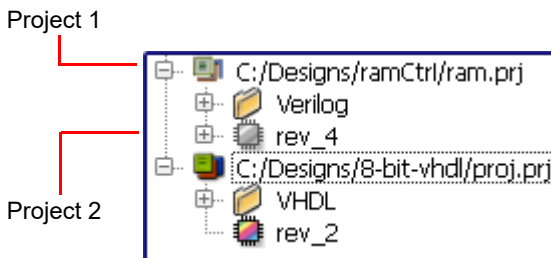 Project 1
C:/Designs/ramCtrl/ram.prj
Verilog
rev_4
C:/Designs/8-bit-vhdl/proj.prj
VHDL
Project 2
rev_2